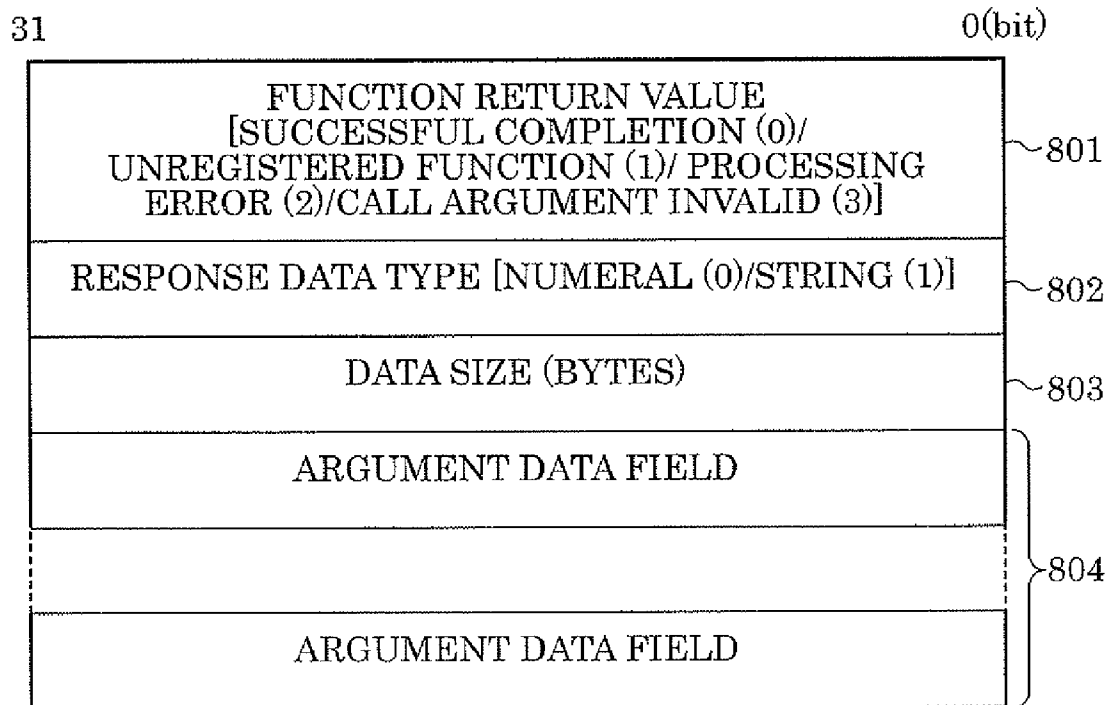 31 0(bit)
FUNCTION RETURN VALUE
[SUCCESSFUL COMPLETION (0)/
UNREGISTERED FUNCTION (1)/ PROCESSING
ERROR (2)/CALL ARGUMENT INVALID (3)]
801
RESPONSE DATA TYPE [NUMERAL (0)/STRING (1)]
802
DATA SIZE (BYTES)
803
ARGUMENT DATA FIELD
804
ARGUMENT DATA FIELD